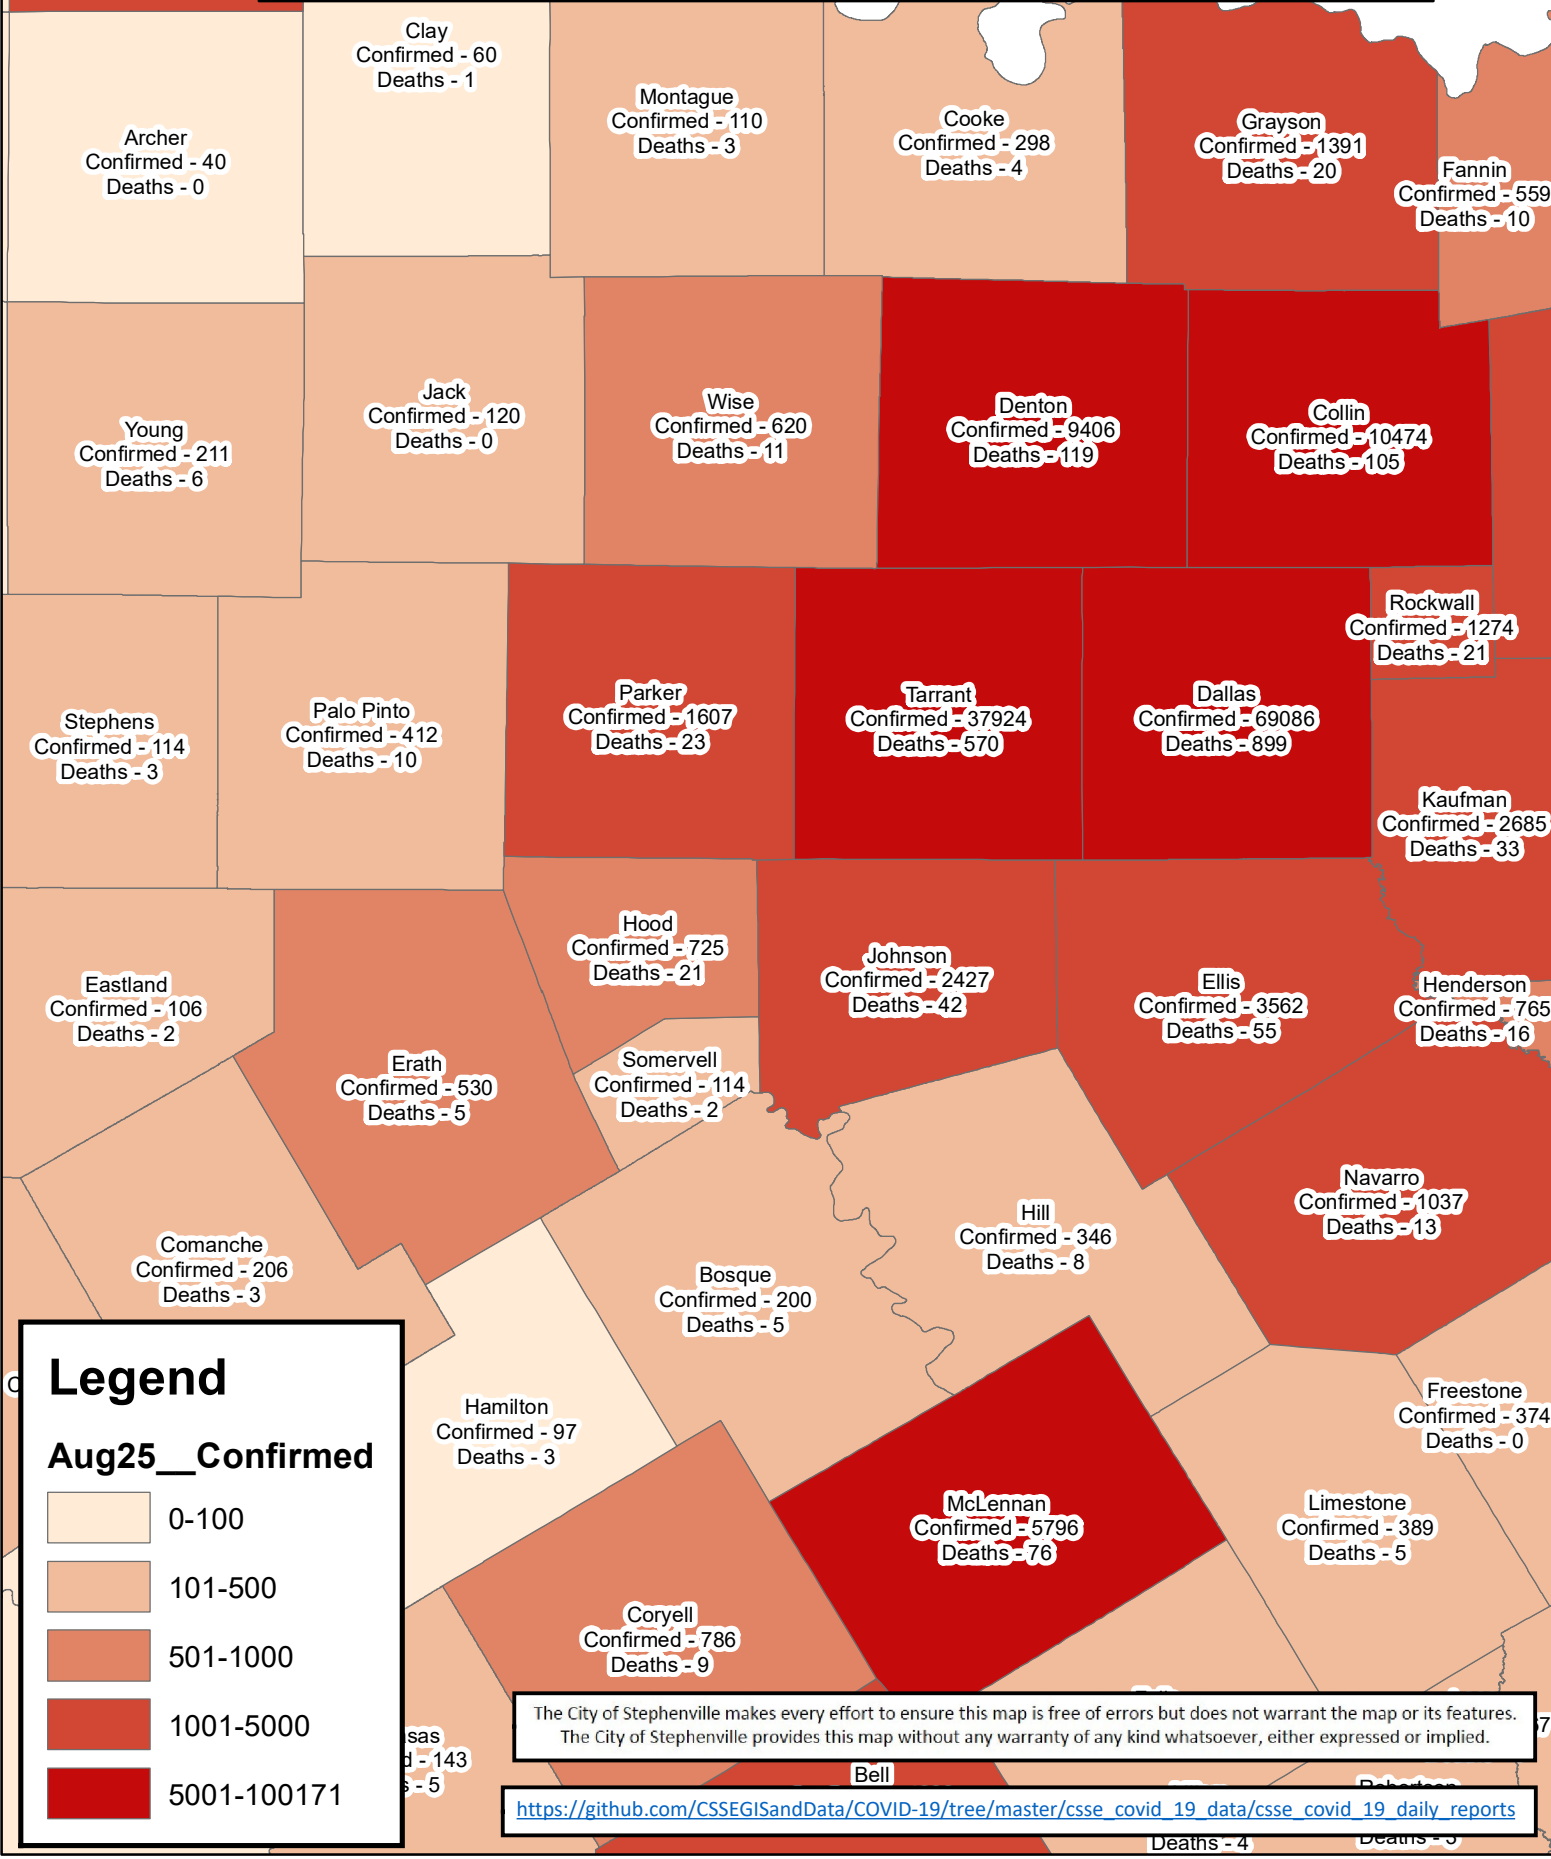 Clay
Confirmed - 60
Deaths - 1
Montague
Confirmed - 110
Deaths - 3
Cooke
Confirmed - 298
Deaths - 4
Grayson
Confirmed - 1391
Deaths - 20
Archer
Confirmed - 40
Deaths - 0
Fannin
Confirmed - 559
Deaths - 10
Young
Confirmed - 211
Deaths - 6
Jack
Confirmed - 120
Deaths - 0
Wise
Confirmed - 620
Deaths - 11
Denton
Confirmed - 9406
Deaths - 119
Collin
Confirmed - 10474
Deaths - 105
Rockwall
Confirmed - 1274
Deaths - 21
Stephens
Confirmed - 114
Deaths - 3
Palo Pinto
Confirmed - 412
Deaths - 10
Parker
Confirmed - 1607
Deaths - 23
Tarrant
Confirmed - 37924
Deaths - 570
Dallas
Confirmed - 69086
Deaths - 899
Kaufman
Confirmed - 2685
Deaths - 33
Eastland
Confirmed - 106
Deaths - 2
Erath
Confirmed - 530
Deaths - 5
Hood
Confirmed - 725
Deaths - 21
Somervell
Confirmed - 114
Deaths - 2
Johnson
Confirmed - 2427
Deaths - 42
Ellis
Confirmed - 3562
Deaths - 55
Henderson
Confirmed - 765
Deaths - 16
Comanche
Confirmed - 206
Deaths - 3
Bosque
Confirmed - 200
Deaths - 5
Hill
Confirmed - 346
Deaths - 8
Navarro
Confirmed - 1037
Deaths - 13
Hamilton
Confirmed - 97
Deaths - 3
Freestone
Confirmed - 374
Deaths - 0
McLennan
Confirmed - 5796
Deaths - 76
Limestone
Confirmed - 389
Deaths - 5
Coryell
Confirmed - 786
Deaths - 9
Legend
Aug25__Confirmed
0-100
101-500
501-1000
1001-5000
5001-100171
sas
d - 143
s - 5
The City of Stephenville makes every effort to ensure this map is free of errors but does not warrant the map or its features.
The City of Stephenville provides this map without any warranty of any kind whatsoever, either expressed or implied.
Bell
https://github.com/CSSEGISandData/COVID-19/tree/master/csse_covid_19_data/csse_covid_19_daily_reports
Deaths - 4